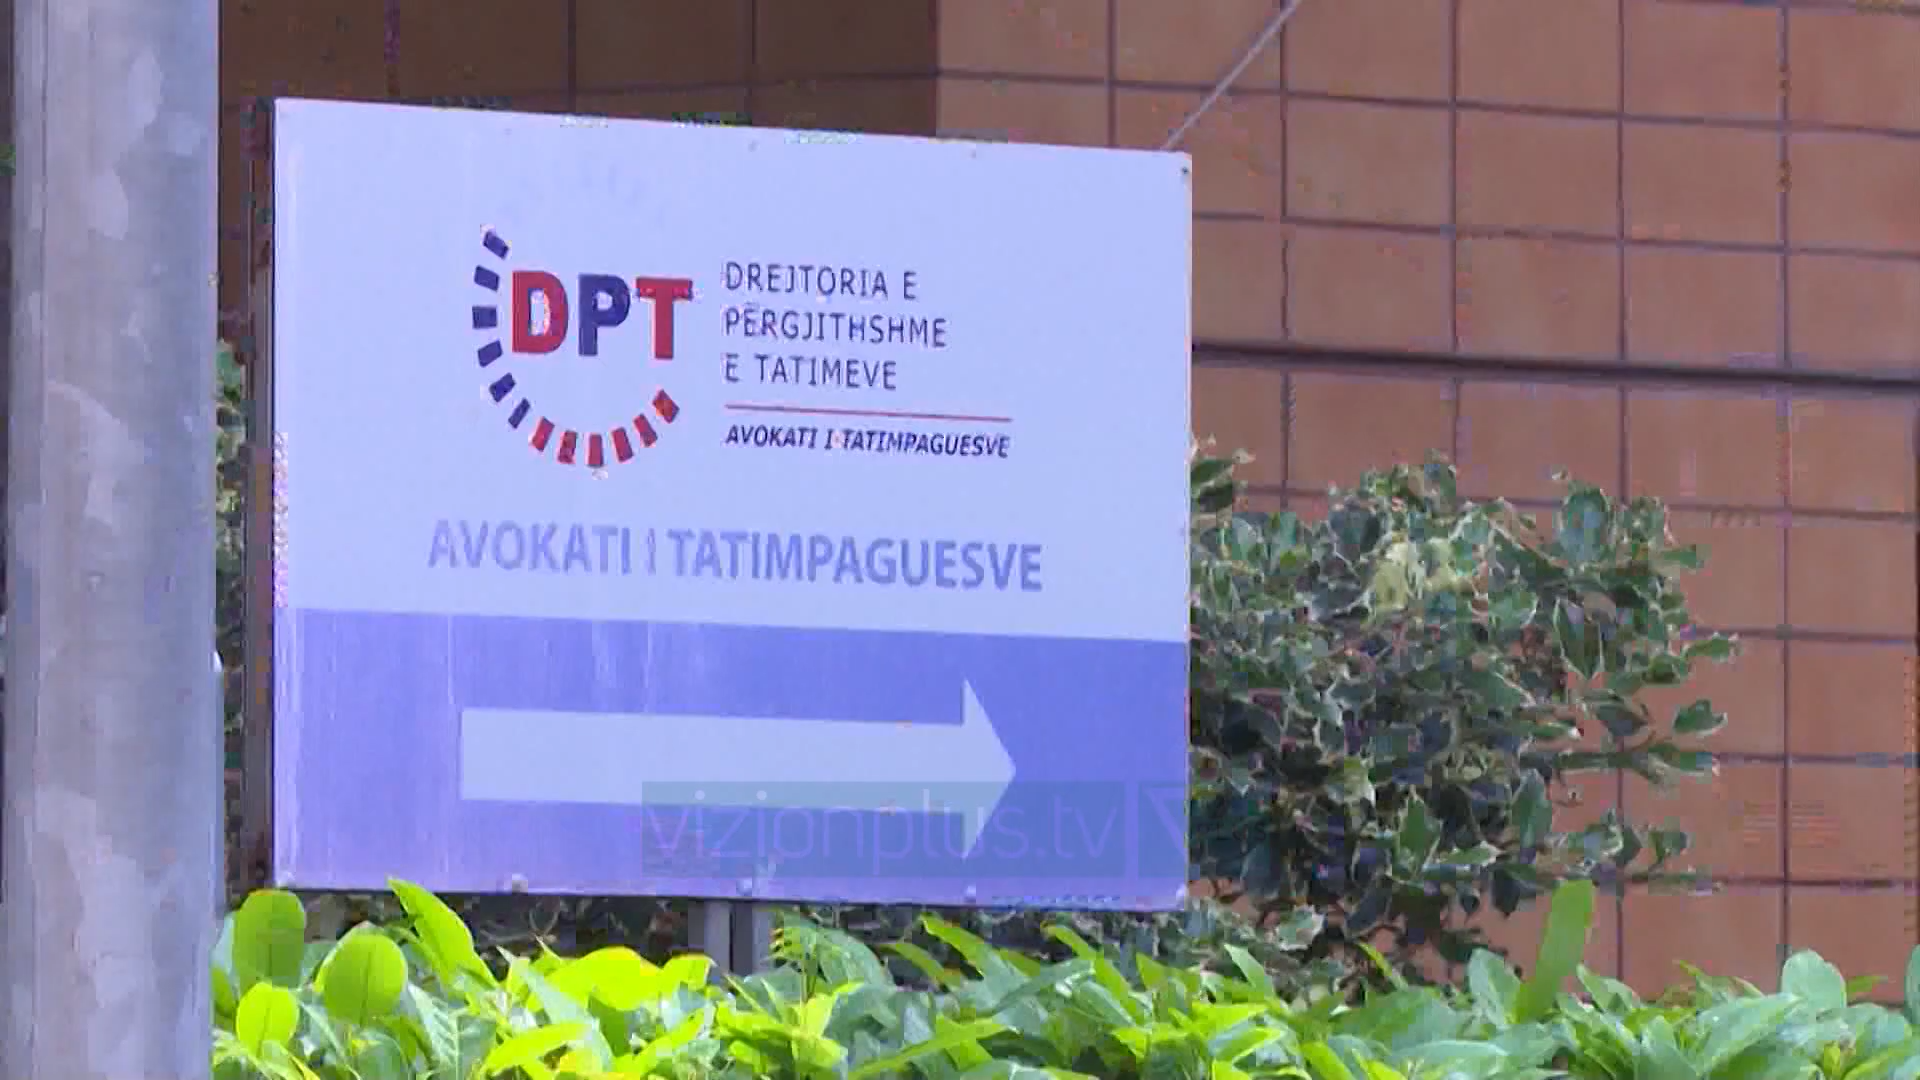 DPT
DREJTORIA E
PËRGJITHSHME
E TATIMEVE
AVOKATI I TATIMPAGUESVE
AVOKATI I TATIMPAGUESVE
vizionplus.tv